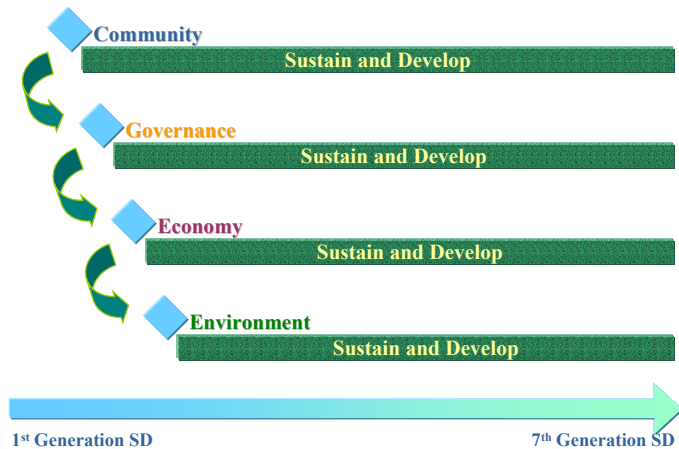 Community
Sustain and Develop
Governance
Sustain and Develop
Economy
Sustain and Develop
Environment
Sustain and Develop
1st Generation SD
7th Generation SD